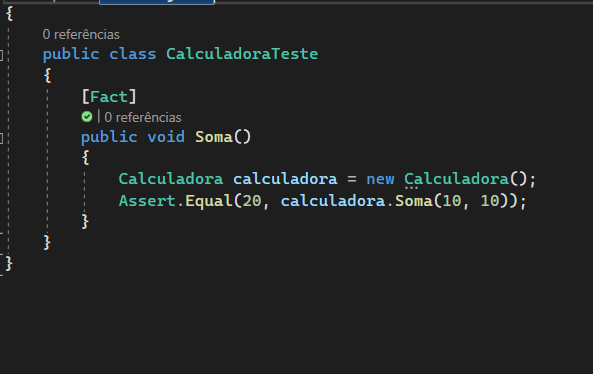 {
0 referências
public class CalculadoraTeste
{
[Fact]
| 0 referências
public void Soma()
{
Calculadora calculadora = new Calculadora();
Assert.Equal(20, calculadora.Soma(10, 10));
}
}
}